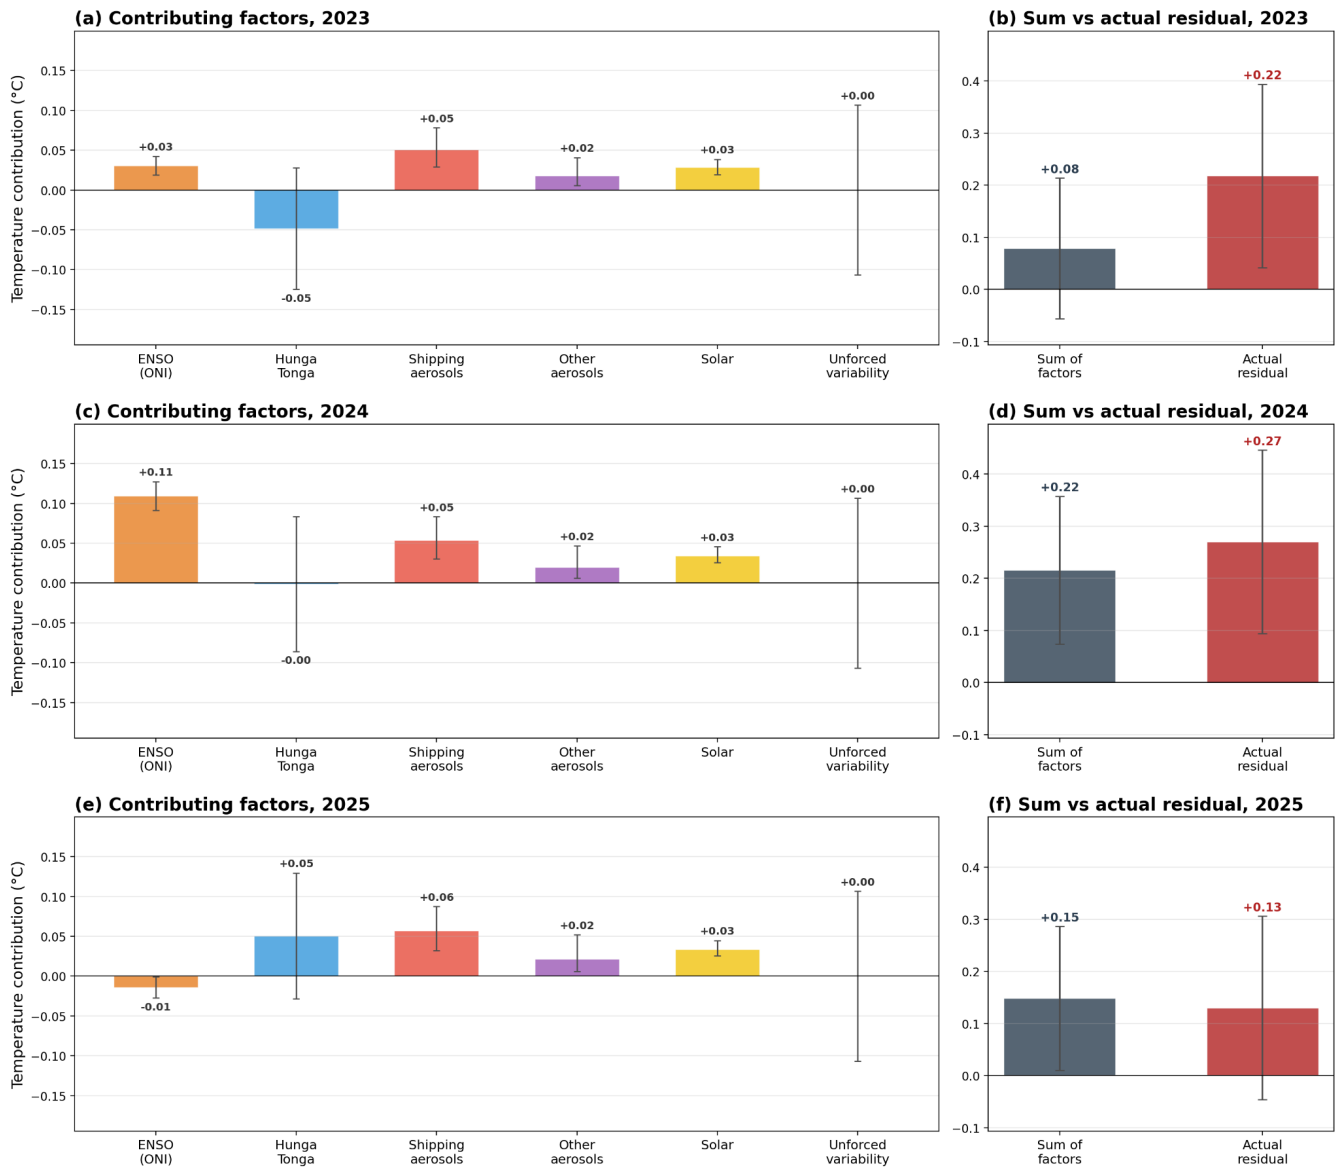 (a) Contributing factors, 2023
(b) Sum vs actual residual, 2023
Temperature contribution (°C)
0.15
0.10
0.05
0.00
−0.05
−0.10
−0.15
+0.03
-0.05
+0.05
+0.02
+0.03
+0.00
ENSO
(ONI)
Hunga
Tonga
Shipping
aerosols
Other
aerosols
Solar
Unforced
variability
0.4
0.3
0.2
0.1
0.0
−0.1
+0.08
+0.22
Sum of
factors
Actual
residual
(c) Contributing factors, 2024
(d) Sum vs actual residual, 2024
Temperature contribution (°C)
0.15
0.10
0.05
0.00
−0.05
−0.10
−0.15
+0.11
-0.00
+0.05
+0.02
+0.03
+0.00
ENSO
(ONI)
Hunga
Tonga
Shipping
aerosols
Other
aerosols
Solar
Unforced
variability
0.4
0.3
0.2
0.1
0.0
−0.1
+0.22
+0.27
Sum of
factors
Actual
residual
(e) Contributing factors, 2025
(f) Sum vs actual residual, 2025
Temperature contribution (°C)
0.15
0.10
0.05
0.00
−0.05
−0.10
−0.15
-0.01
+0.05
+0.06
+0.02
+0.03
+0.00
ENSO
(ONI)
Hunga
Tonga
Shipping
aerosols
Other
aerosols
Solar
Unforced
variability
0.4
0.3
0.2
0.1
0.0
−0.1
+0.15
+0.13
Sum of
factors
Actual
residual